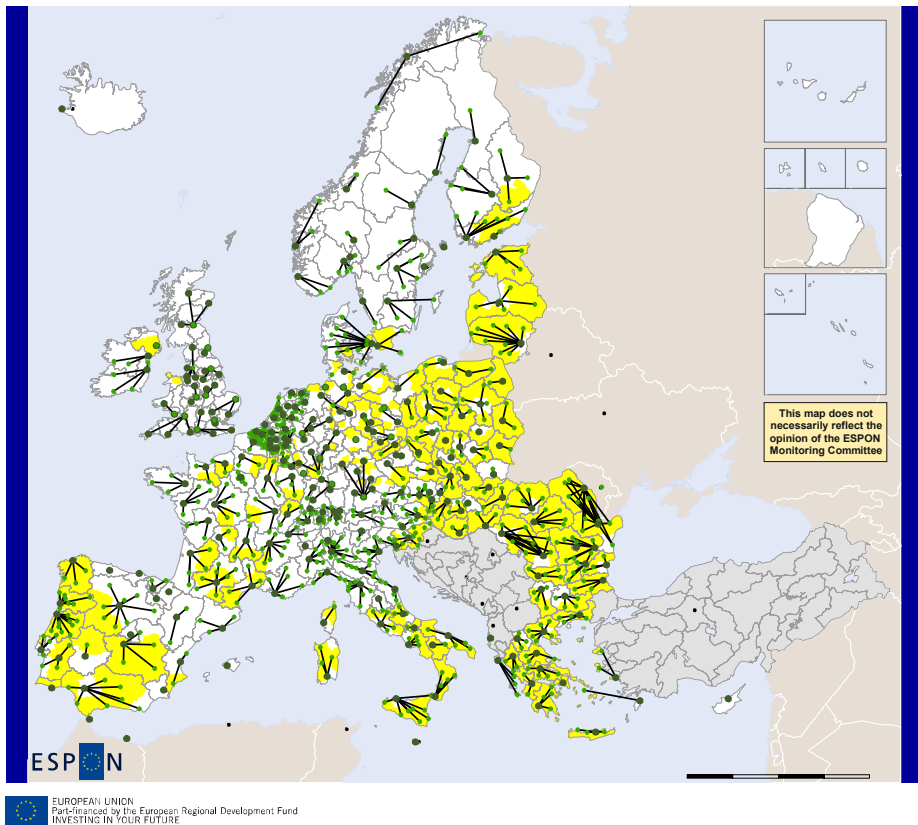 This map does not
necessarily reflect the
opinion of the ESPON
Monitoring Committee
ESPON
EUROPEAN UNION
Part-financed by the European Regional Development Fund
INVESTING IN YOUR FUTURE